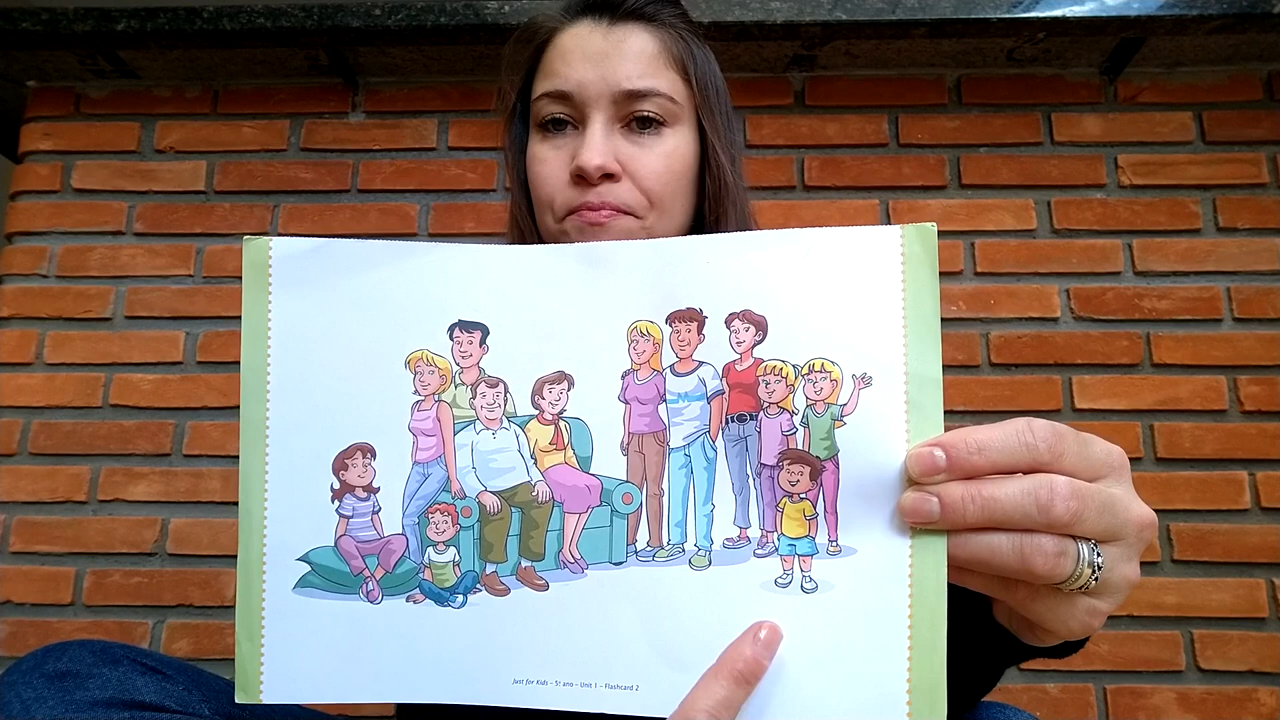 Just for Kids – 5º ano – Unit 1 – Flashcard 2